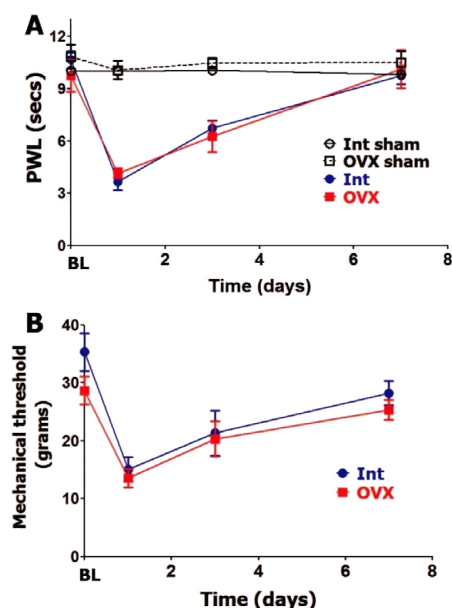 A
PWL (secs)
12
9
6
3
0
BL
2
4
6
8
Time (days)
Int sham
OVX sham
Int
OVX
B
Mechanical threshold
(grams)
40
30
20
10
0
BL
2
4
6
8
Time (days)
Int
OVX